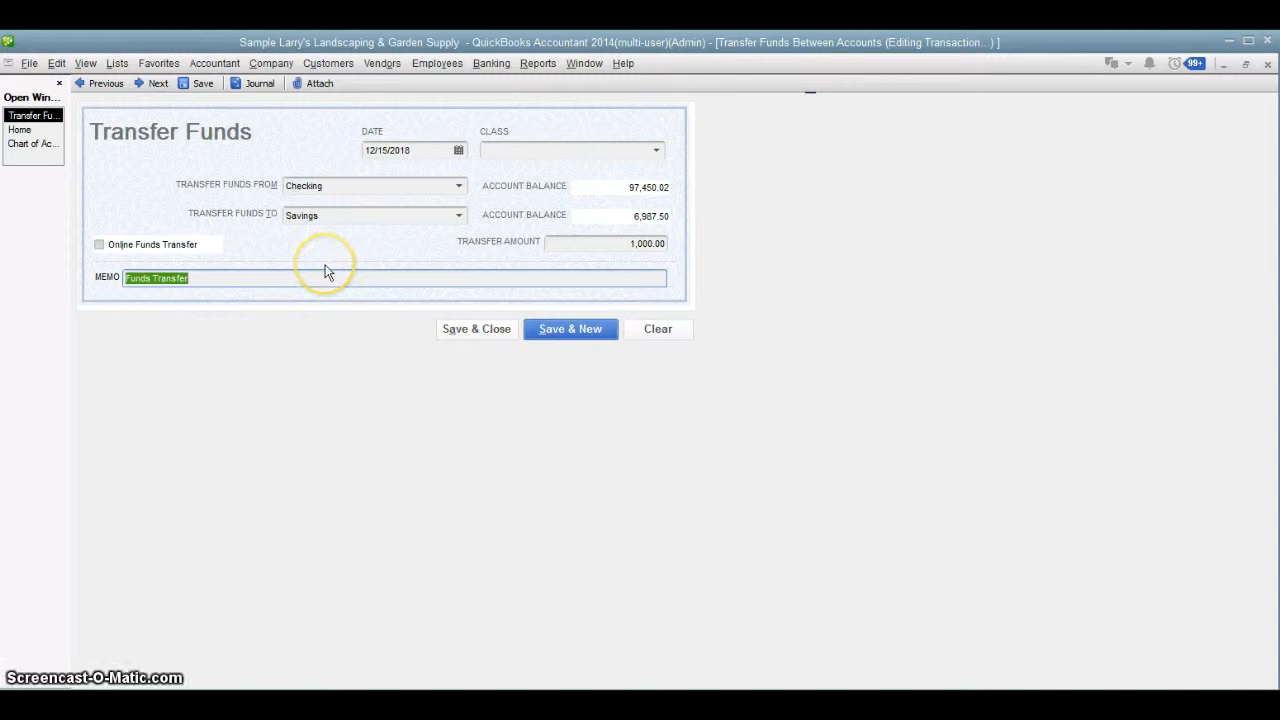 Sample Larry's Landscaping & Garden Supply - QuickBooks Accountant 2014(multi-user)(Admin) - [Transfer Funds Between Accounts (Editing Transaction...) ]
File Edit View Lists Favorites Accountant Company Customers Vendors Employees Banking Reports Window Help 99+
Previous Next Save Journal Attach
Open Win...
Transfer Fu...
Home
Chart of Ac...
Transfer Funds
DATE CLASS
12/15/2018
TRANSFER FUNDS FROM Checking ACCOUNT BALANCE 97,450.02
TRANSFER FUNDS TO Savings ACCOUNT BALANCE 6,987.50
Online Funds Transfer TRANSFER AMOUNT 1,000.00
MEMO Funds Transfer
Save & Close Save & New Clear
Screencast-O-Matic.com